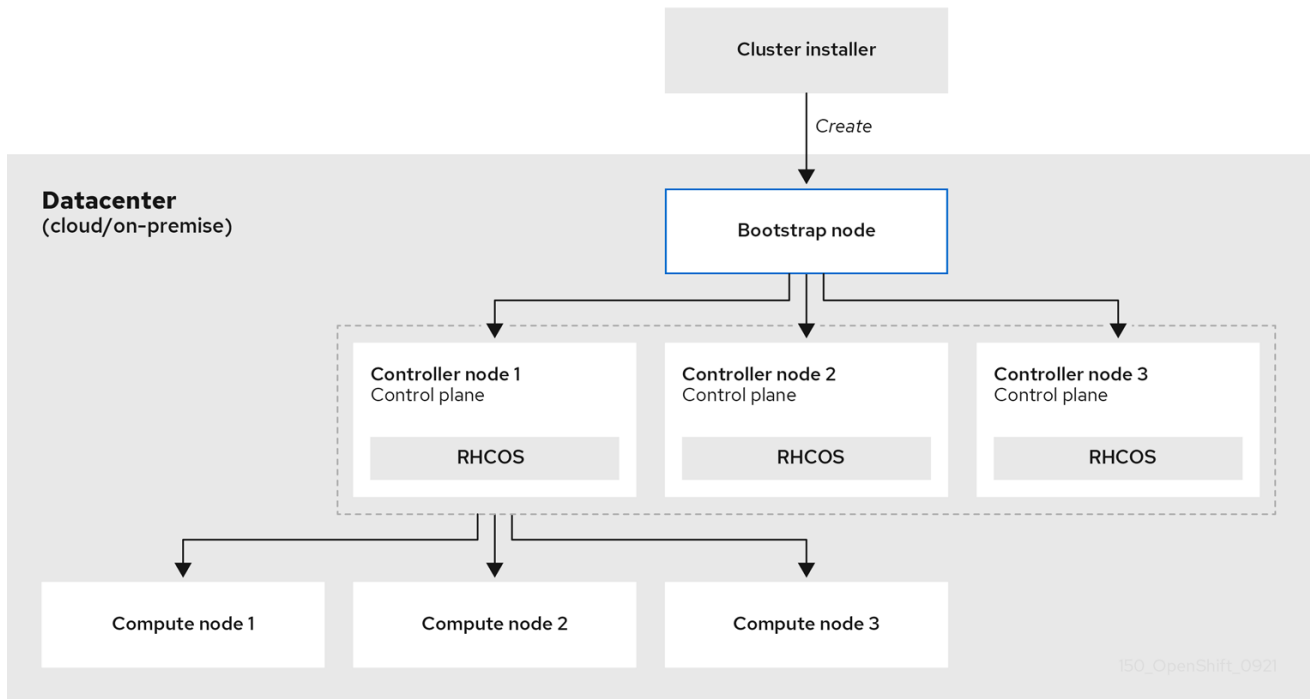 Cluster installer
Create
Datacenter
(cloud/on-premise)
Bootstrap node
Controller node 1
Control plane
RHCOS
Controller node 2
Control plane
RHCOS
Controller node 3
Control plane
RHCOS
Compute node 1
Compute node 2
Compute node 3
150_OpenShift_0921